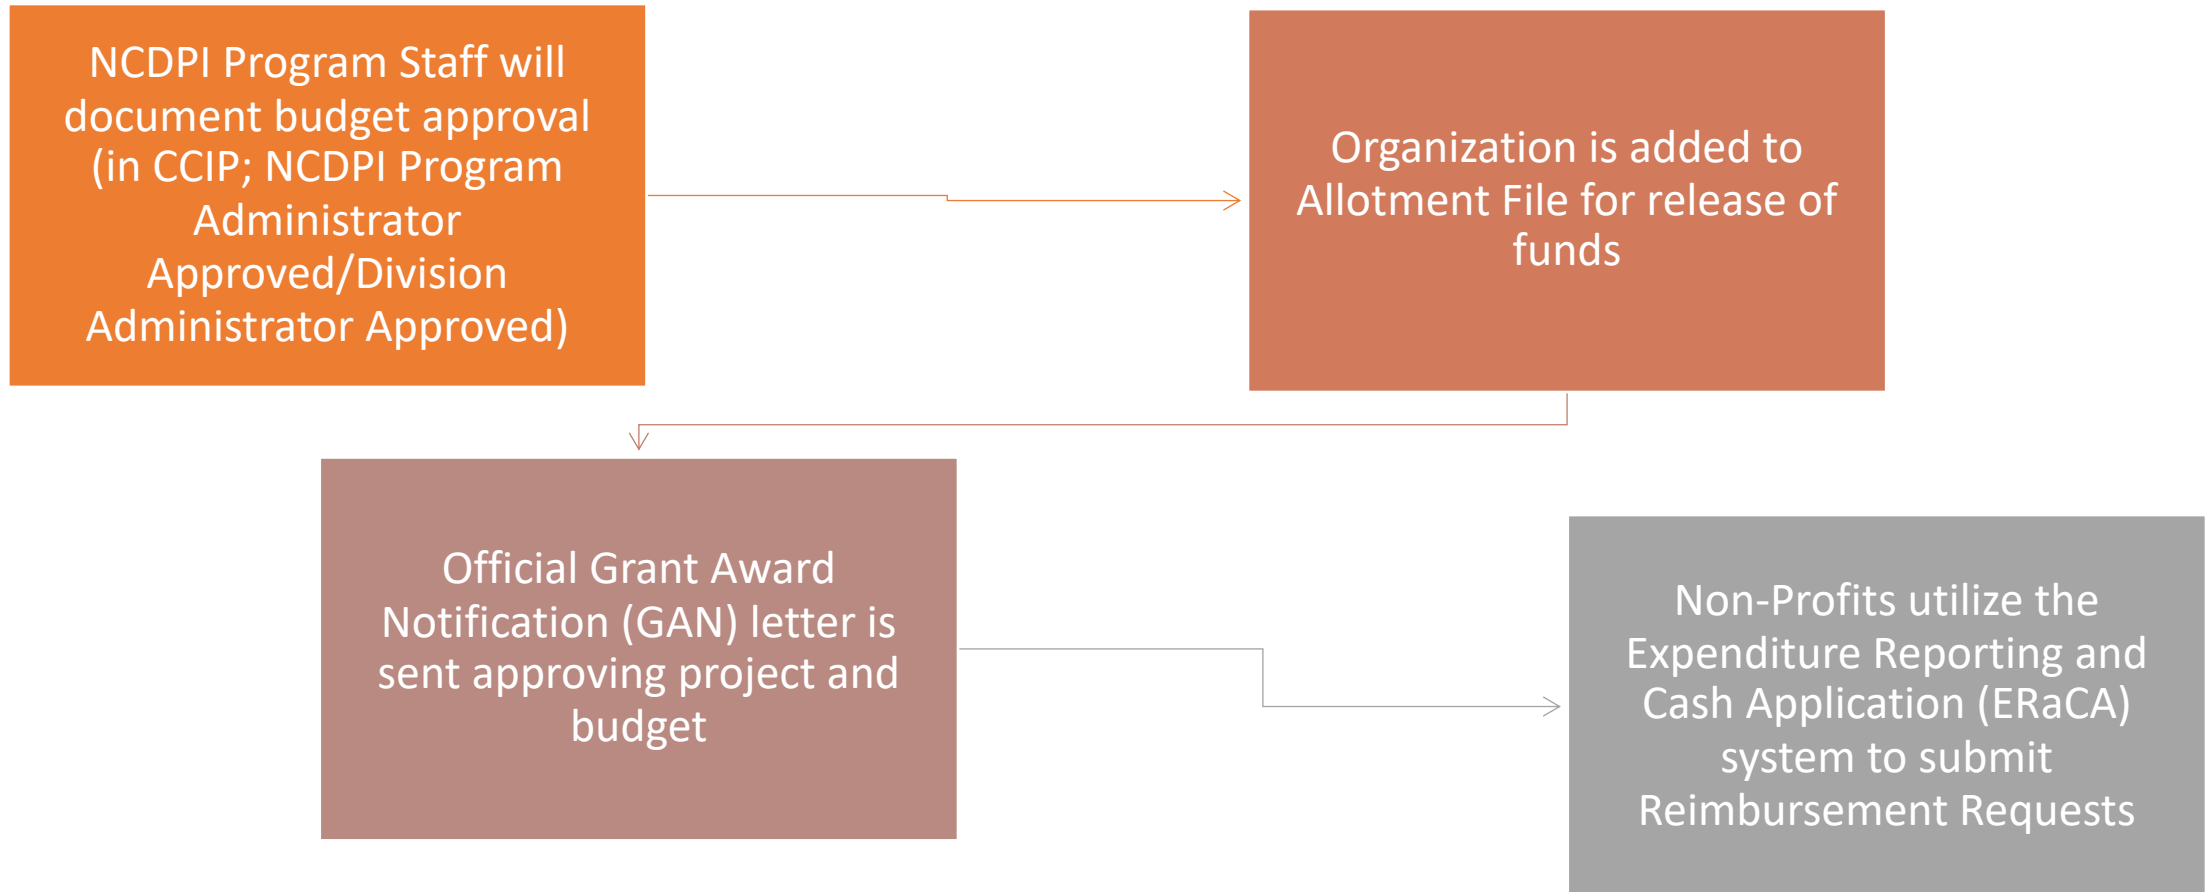 NCDPI Program Staff will
document budget approval
(in CCIP; NCDPI Program
Administrator
Approved/Division
Administrator Approved)
Organization is added to
Allotment File for release of
funds
Official Grant Award
Notification (GAN) letter is
sent approving project and
budget
Non-Profits utilize the
Expenditure Reporting and
Cash Application (ERaCA)
system to submit
Reimbursement Requests